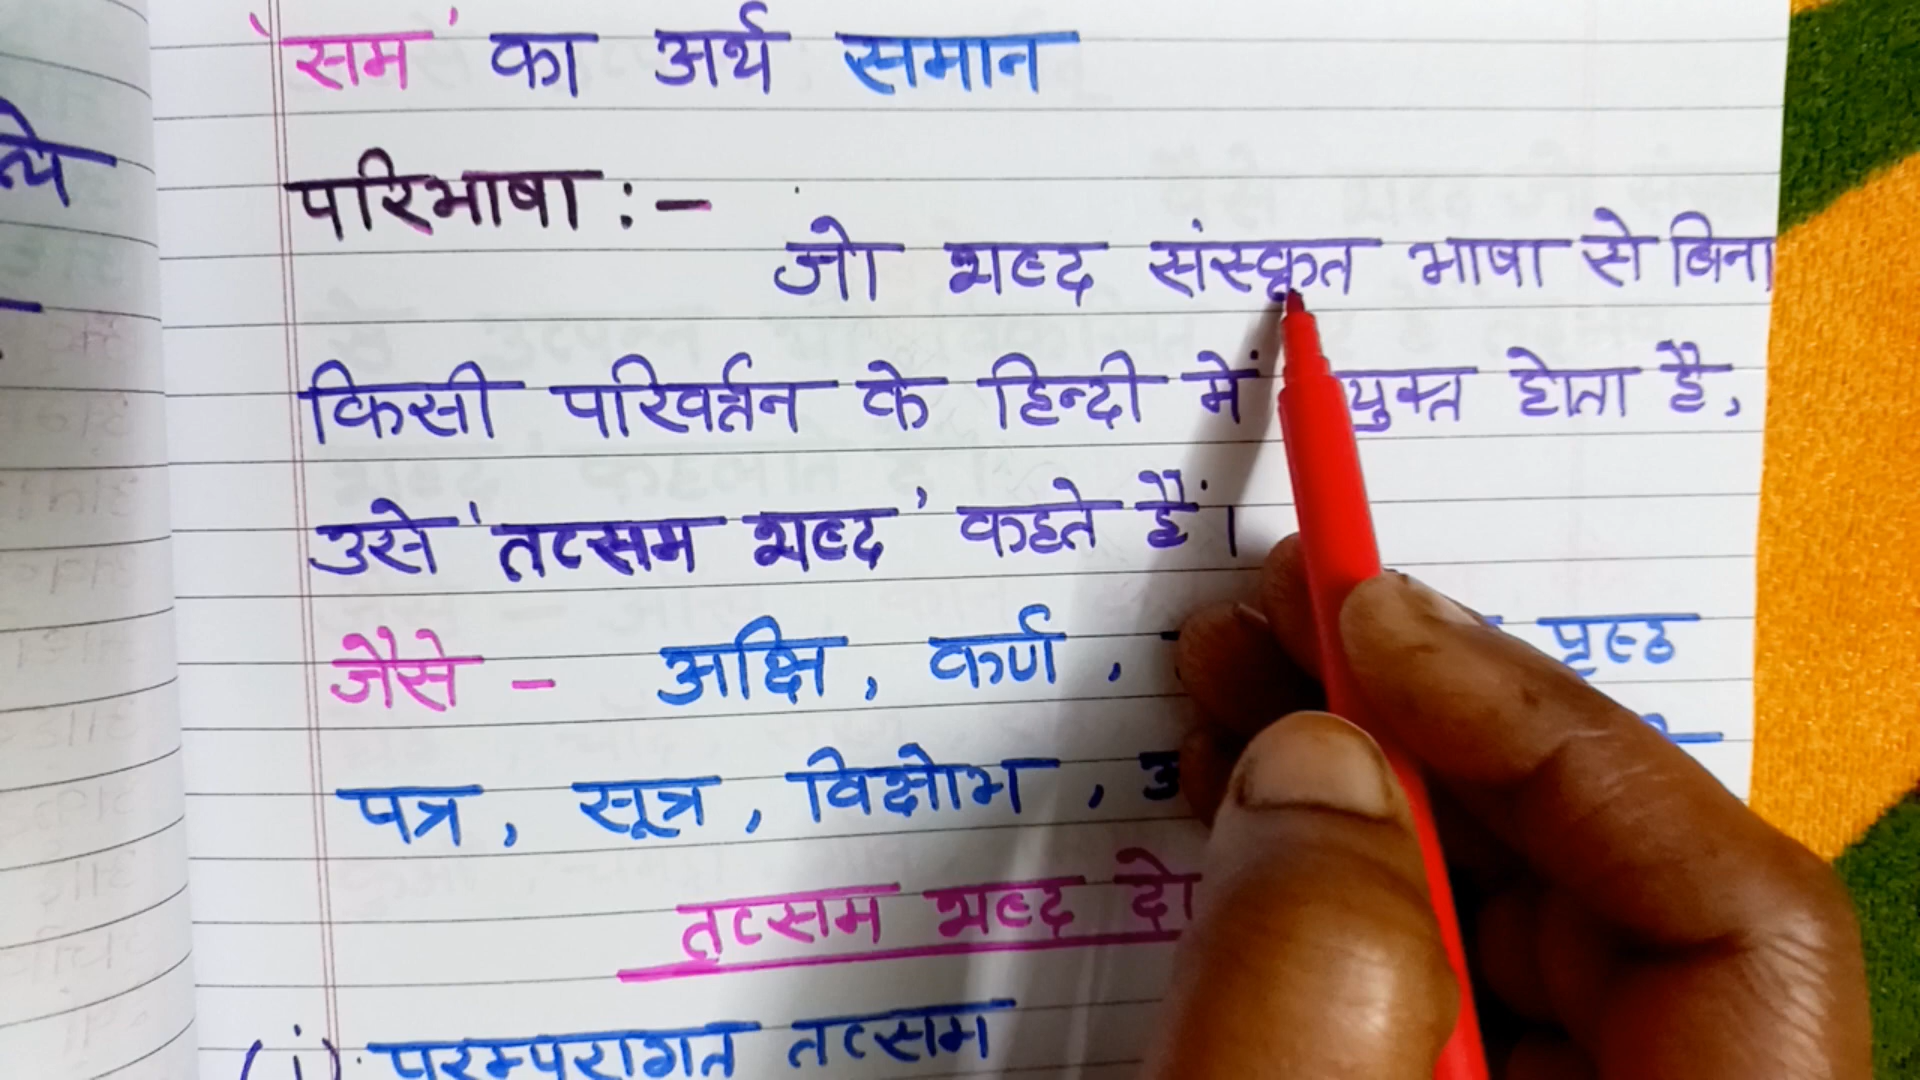 'सम' का अर्थ समान
परिभाषा :-
जो शब्द संस्कृत भाषा से बिना
किसी परिवर्तन के हिन्दी में युक्त होता है,
उसे 'तत्सम शब्द' कहते हैं।
जैसे - अक्षि, कर्ण, पृष्ठ
पत्र, सूत्र, विक्षोभ,
तत्सम शब्द दो
(i). परम्परागत तत्सम